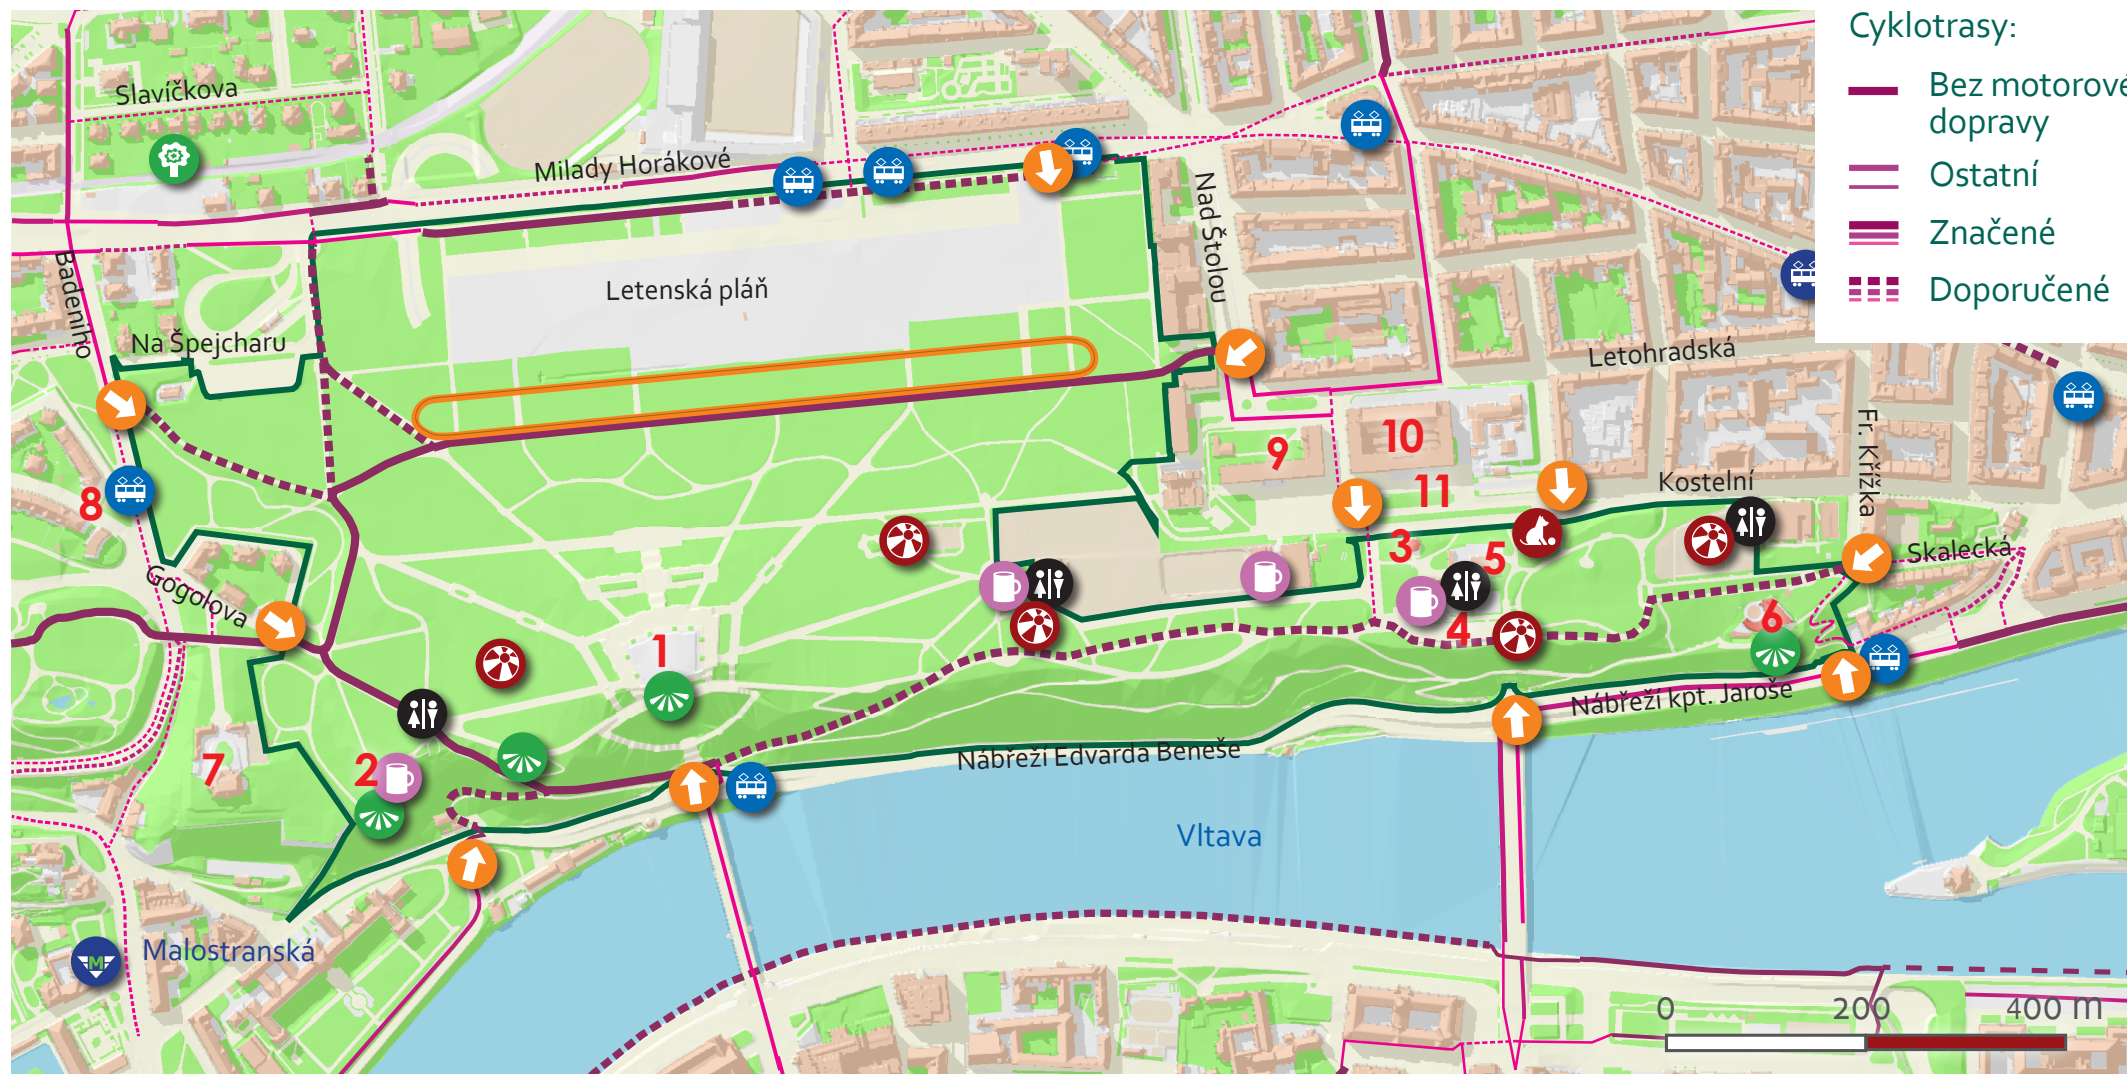 Cyklotrasy:
Bez motorové
dopravy
Ostatní
Značené
Doporučené
Slavíčkova
Milady Horákové
Nad Štolou
Badeniho
Letenská pláň
Na Špejcharu
Letohradská
Fr. Křížka
9
10
11
8
Kostelní
3
5
Skalecká
Gogolova
1
4
6
Nábřeží kpt. Jaroše
Nábřeží Edvarda Beneše
7
2
Vltava
M
Malostranská
0
200
400 m